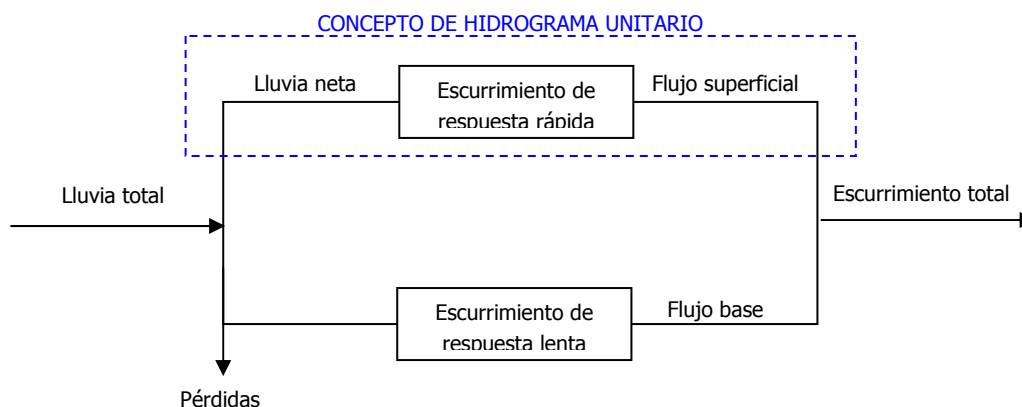 CONCEPTO DE HIDROGRAMA UNITARIO
Lluvia neta
Escurrimiento de
respuesta rápida
Flujo superficial
Lluvia total
Escurrimiento total
Escurrimiento de
respuesta lenta
Flujo base
Pérdidas